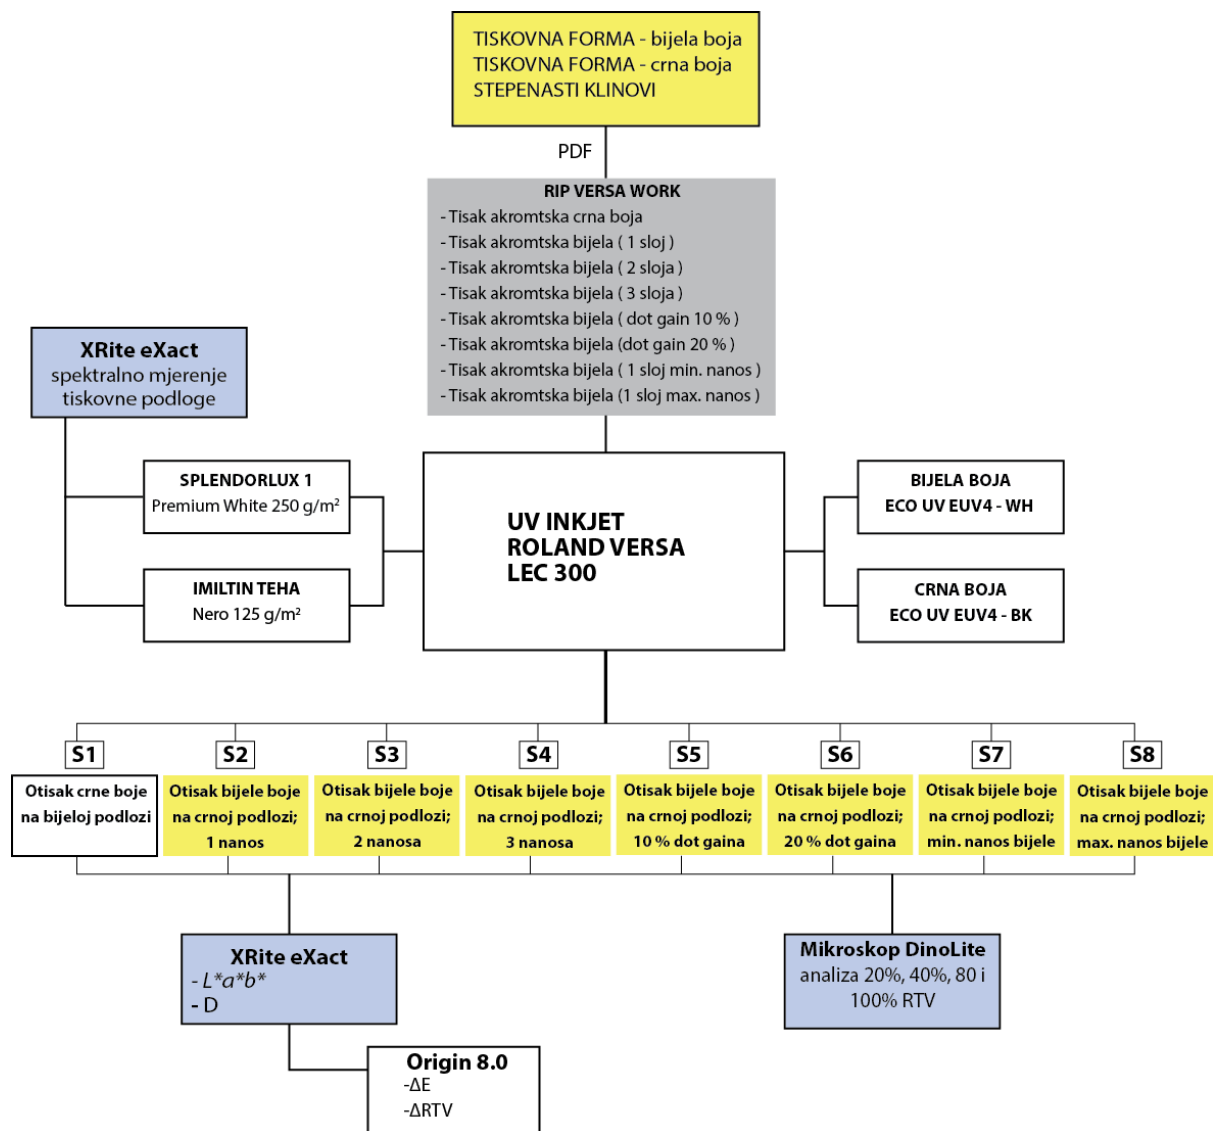 TISKOVNA FORMA - bijela boja
TISKOVNA FORMA - crna boja
STEPENASTI KLINOVI
PDF
RIP VERSA WORK
- Tisak akromtska crna boja
- Tisak akromtska bijela ( 1 sloj )
- Tisak akromtska bijela ( 2 sloja )
- Tisak akromtska bijela ( 3 sloja )
- Tisak akromtska bijela ( dot gain 10 % )
- Tisak akromtska bijela (dot gain 20 % )
- Tisak akromtska bijela ( 1 sloj min. nanos )
- Tisak akromtska bijela (1 sloj max. nanos )
XRite eXact
spektralno mjerenje
tiskovne podloge
SPLENDORLUX 1
Premium White 250 g/m²
IMILTIN TEHA
Nero 125 g/m²
UV INKJET
ROLAND VERSA
LEC 300
BIJELA BOJA
ECO UV EUV4 - WH
CRNA BOJA
ECO UV EUV4 - BK
S1
Otisak crne boje
na bijeloj podlozi
S2
Otisak bijele boje
na crnoj podlozi;
1 nanos
S3
Otisak bijele boje
na crnoj podlozi;
2 nanosa
S4
Otisak bijele boje
na crnoj podlozi;
3 nanosa
S5
Otisak bijele boje
na crnoj podlozi;
10 % dot gaina
S6
Otisak bijele boje
na crnoj podlozi;
20 % dot gaina
S7
Otisak bijele boje
na crnoj podlozi;
min. nanos bijele
S8
Otisak bijele boje
na crnoj podlozi;
max. nanos bijele
XRite eXact
- L*a*b*
- D
Mikroskop DinoLite
analiza 20%, 40%, 80 i
100% RTV
Origin 8.0
-ΔE
-ΔRTV